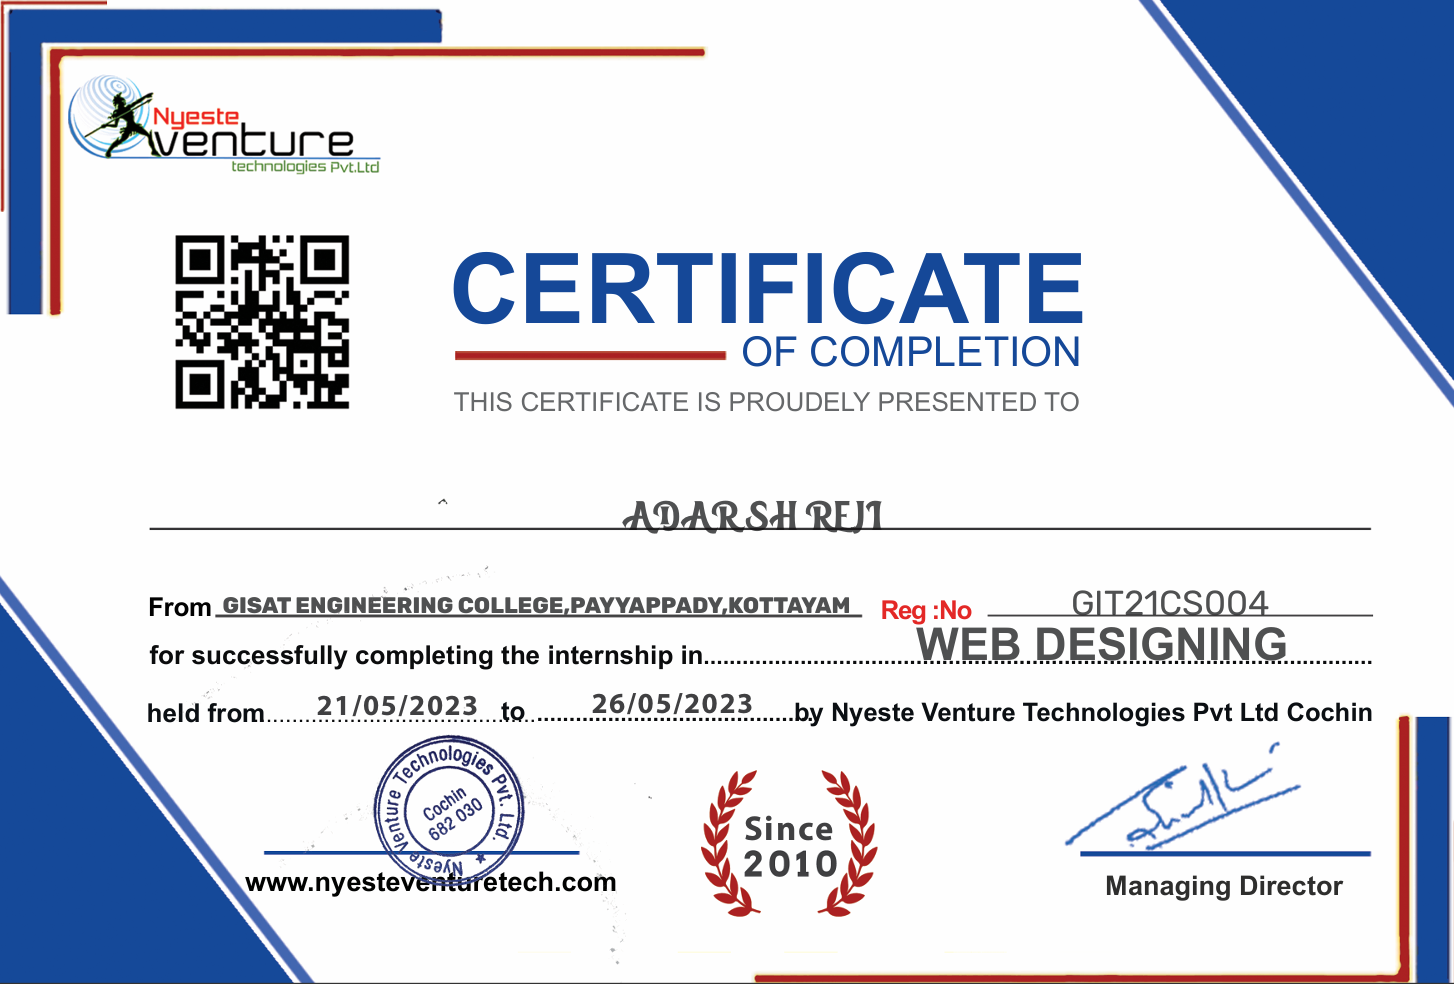 Nyeste
venture
technologies Pvt.Ltd
CERTIFICATE
OF COMPLETION
THIS CERTIFICATE IS PROUDELY PRESENTED TO
ADARSH REJI
From GISAT ENGINEERING COLLEGE,PAYYAPPADY,KOTTAYAM Reg :No GIT21CS004
for successfully completing the internship in WEB DESIGNING
held from 21/05/2023 to 26/05/2023 by Nyeste Venture Technologies Pvt Ltd Cochin
Nyeste Venture Technologies Pvt. Ltd.
Cochin
682 030
www.nyesteventuretech.com
Since
2010
Managing Director